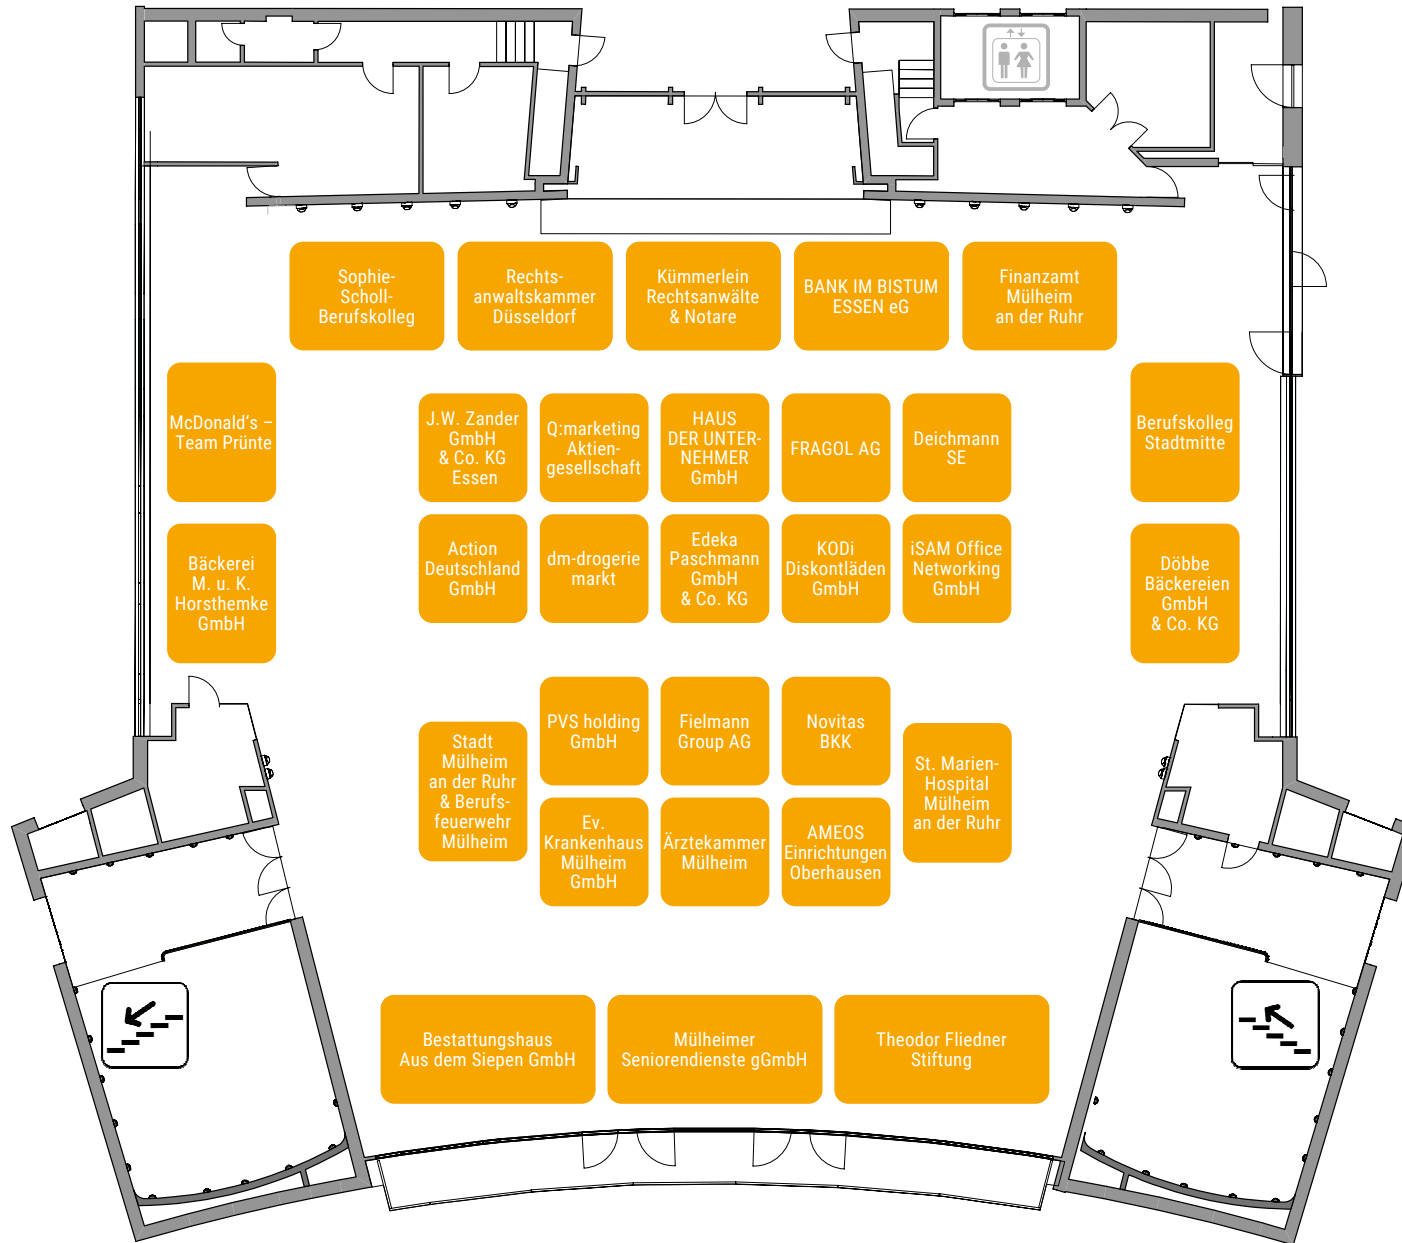 Sophie-
Scholl-
Berufskolleg
Rechts-
anwaltskammer
Düsseldorf
Kümmerlein
Rechtsanwälte
& Notare
BANK IM BISTUM
ESSEN eG
Finanzamt
Mülheim
an der Ruhr
McDonald‘s –
Team Prünte
J.W. Zander
GmbH
& Co. KG
Essen
Q:marketing
Aktien-
gesellschaft
HAUS
DER UNTER-
NEHMER
GmbH
FRAGOL AG
Deichmann
SE
Berufskolleg
Stadtmitte
Bäckerei
M. u. K.
Horsthemke
GmbH
Action
Deutschland
GmbH
dm-drogerie
markt
Edeka
Paschmann
GmbH
& Co. KG
KODi
Diskontläden
GmbH
iSAM Office
Networking
GmbH
Döbbe
Bäckereien
GmbH
& Co. KG
Stadt
Mülheim
an der Ruhr
& Berufs-
feuerwehr
Mülheim
PVS holding
GmbH
Fielmann
Group AG
Novitas
BKK
St. Marien-
Hospital
Mülheim
an der Ruhr
Ev.
Krankenhaus
Mülheim
GmbH
Ärztekammer
Mülheim
AMEOS
Einrichtungen
Oberhausen
Bestattungshaus
Aus dem Siepen GmbH
Mülheimer
Seniorendienste gGmbH
Theodor Fliedner
Stiftung